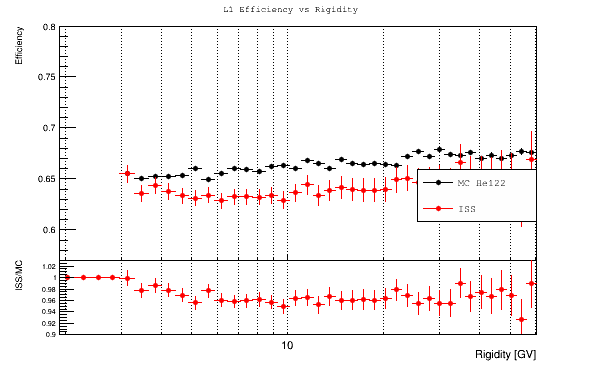 L1 Efficiency vs Rigidity
Efficiency
0.8
0.75
0.7
0.65
0.6
MC He122
ISS
ISS/MC
1.02
1
0.98
0.96
0.94
0.92
0.9
10
Rigidity [GV]